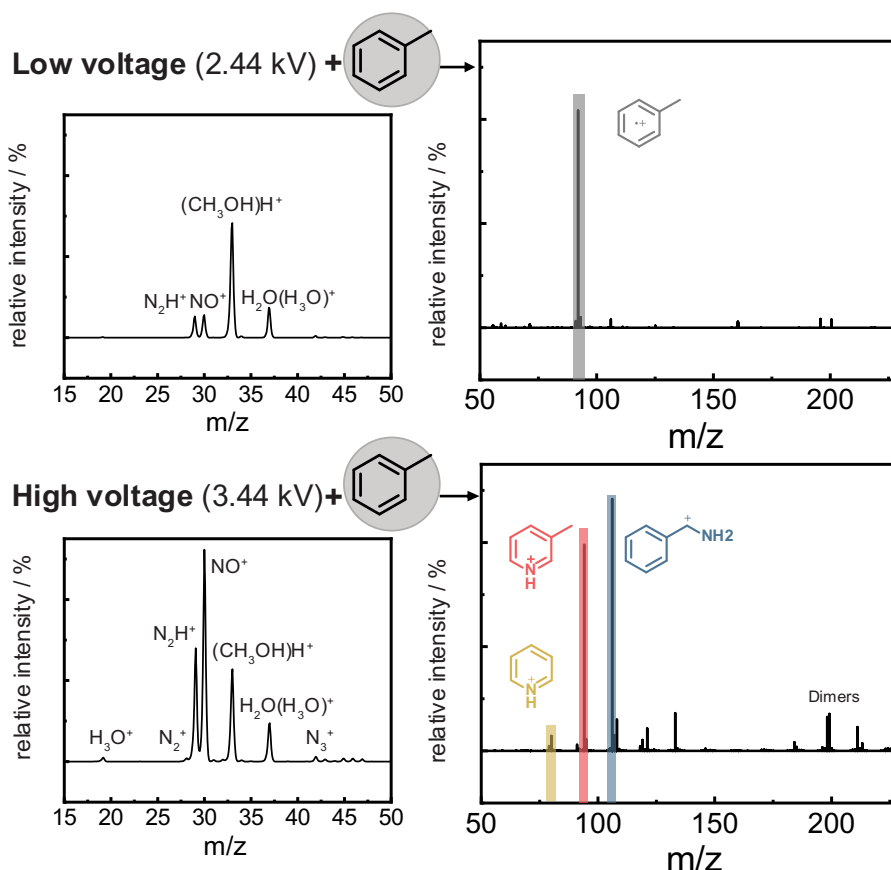 Low voltage (2.44 kV) +
relative intensity / %
(CH₃OH)H⁺
N₂H⁺ NO⁺ H₂O(H₃O)⁺
15 20 25 30 35 40 45 50
m/z
relative intensity / %
•+
50 100 150 200
m/z
High voltage (3.44 kV)+
relative intensity / %
NO⁺
N₂H⁺
(CH₃OH)H⁺
H₂O(H₃O)⁺
H₃O⁺ N₂⁺ N₃⁺
15 20 25 30 35 40 45 50
m/z
relative intensity / %
+
N
H
+
NH2
+
N
H
Dimers
50 100 150 200
m/z